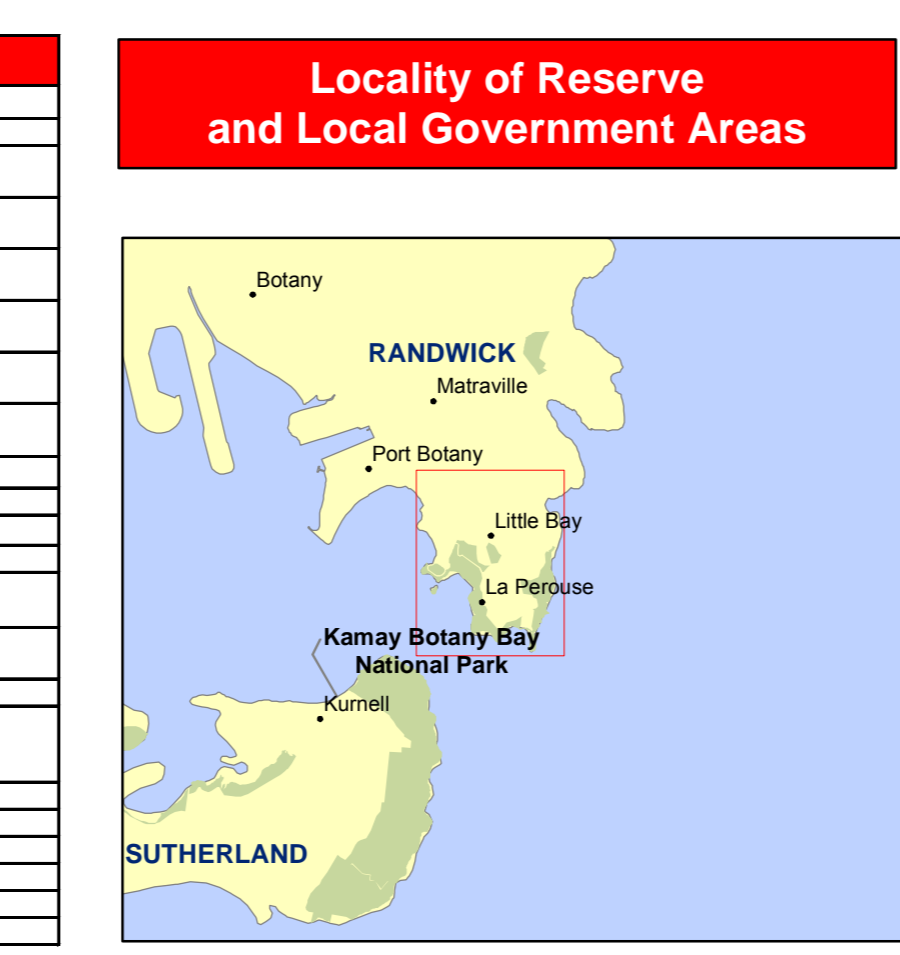 Locality of Reserve
and Local Government Areas
Botany
RANDWICK
Matraville
Port Botany
Little Bay
La Perouse
Kamay Botany Bay
National Park
Kurnell
SUTHERLAND